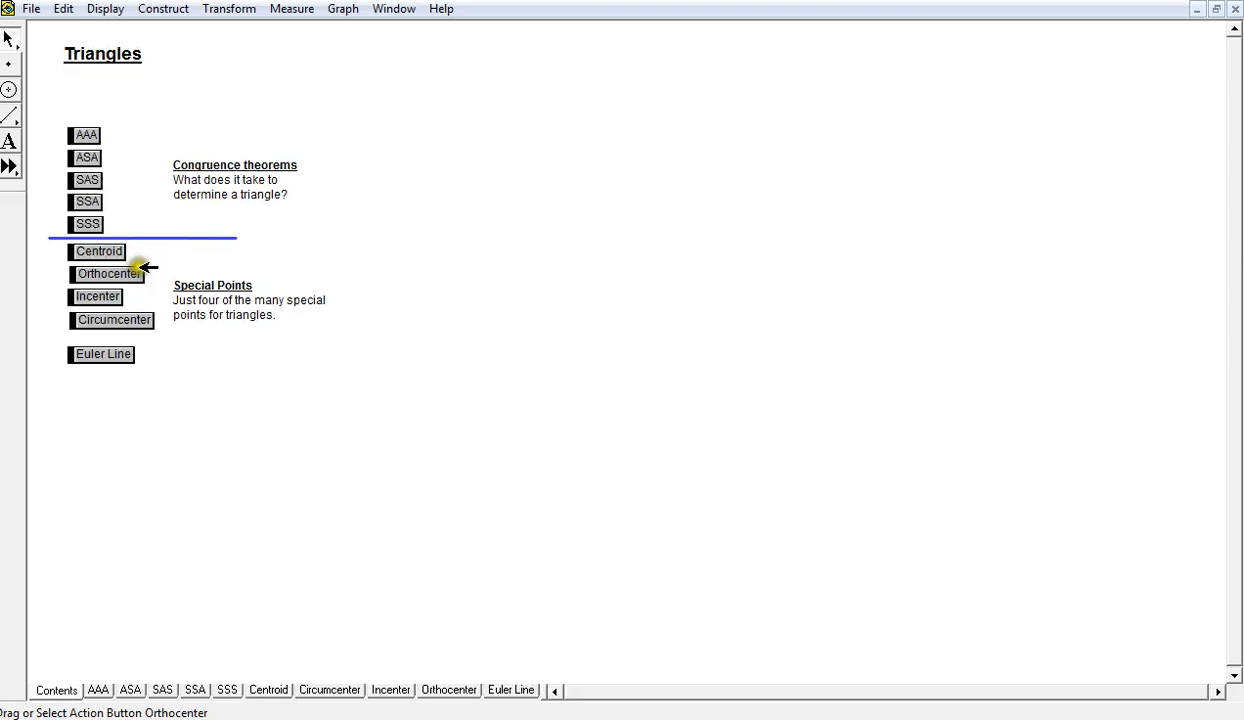 File Edit Display Construct Transform Measure Graph Window Help
Triangles
AAA
ASA
SAS
SSA
SSS
Congruence theorems
What does it take to
determine a triangle?
Centroid
Orthocenter
Incenter
Circumcenter
Euler Line
Special Points
Just four of the many special
points for triangles.
A
Contents AAA ASA SAS SSA SSS Centroid Circumcenter Incenter Orthocenter Euler Line
Drag or Select Action Button Orthocenter